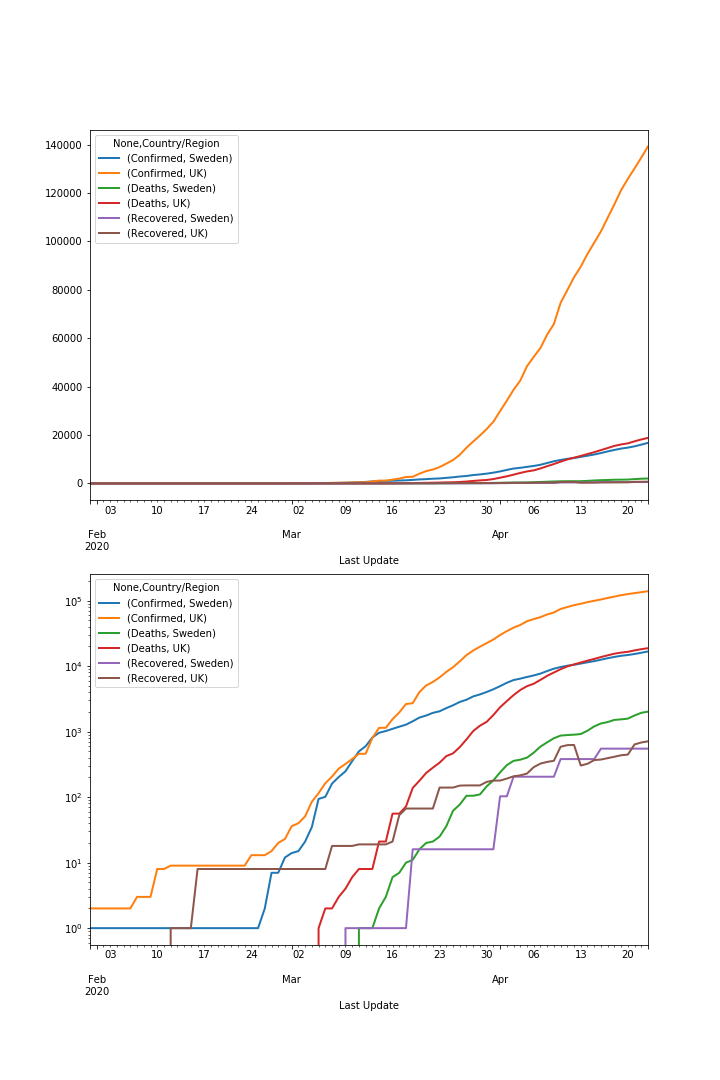 None,Country/Region
(Confirmed, Sweden)
(Confirmed, UK)
(Deaths, Sweden)
(Deaths, UK)
(Recovered, Sweden)
(Recovered, UK)
140000
120000
100000
80000
60000
40000
20000
0
03 10 17 24 02 09 16 23 30 06 13 20
Feb Mar Apr
2020
Last Update
None,Country/Region
(Confirmed, Sweden)
(Confirmed, UK)
(Deaths, Sweden)
(Deaths, UK)
(Recovered, Sweden)
(Recovered, UK)
10⁵
10⁴
10³
10²
10¹
10⁰
03 10 17 24 02 09 16 23 30 06 13 20
Feb Mar Apr
2020
Last Update